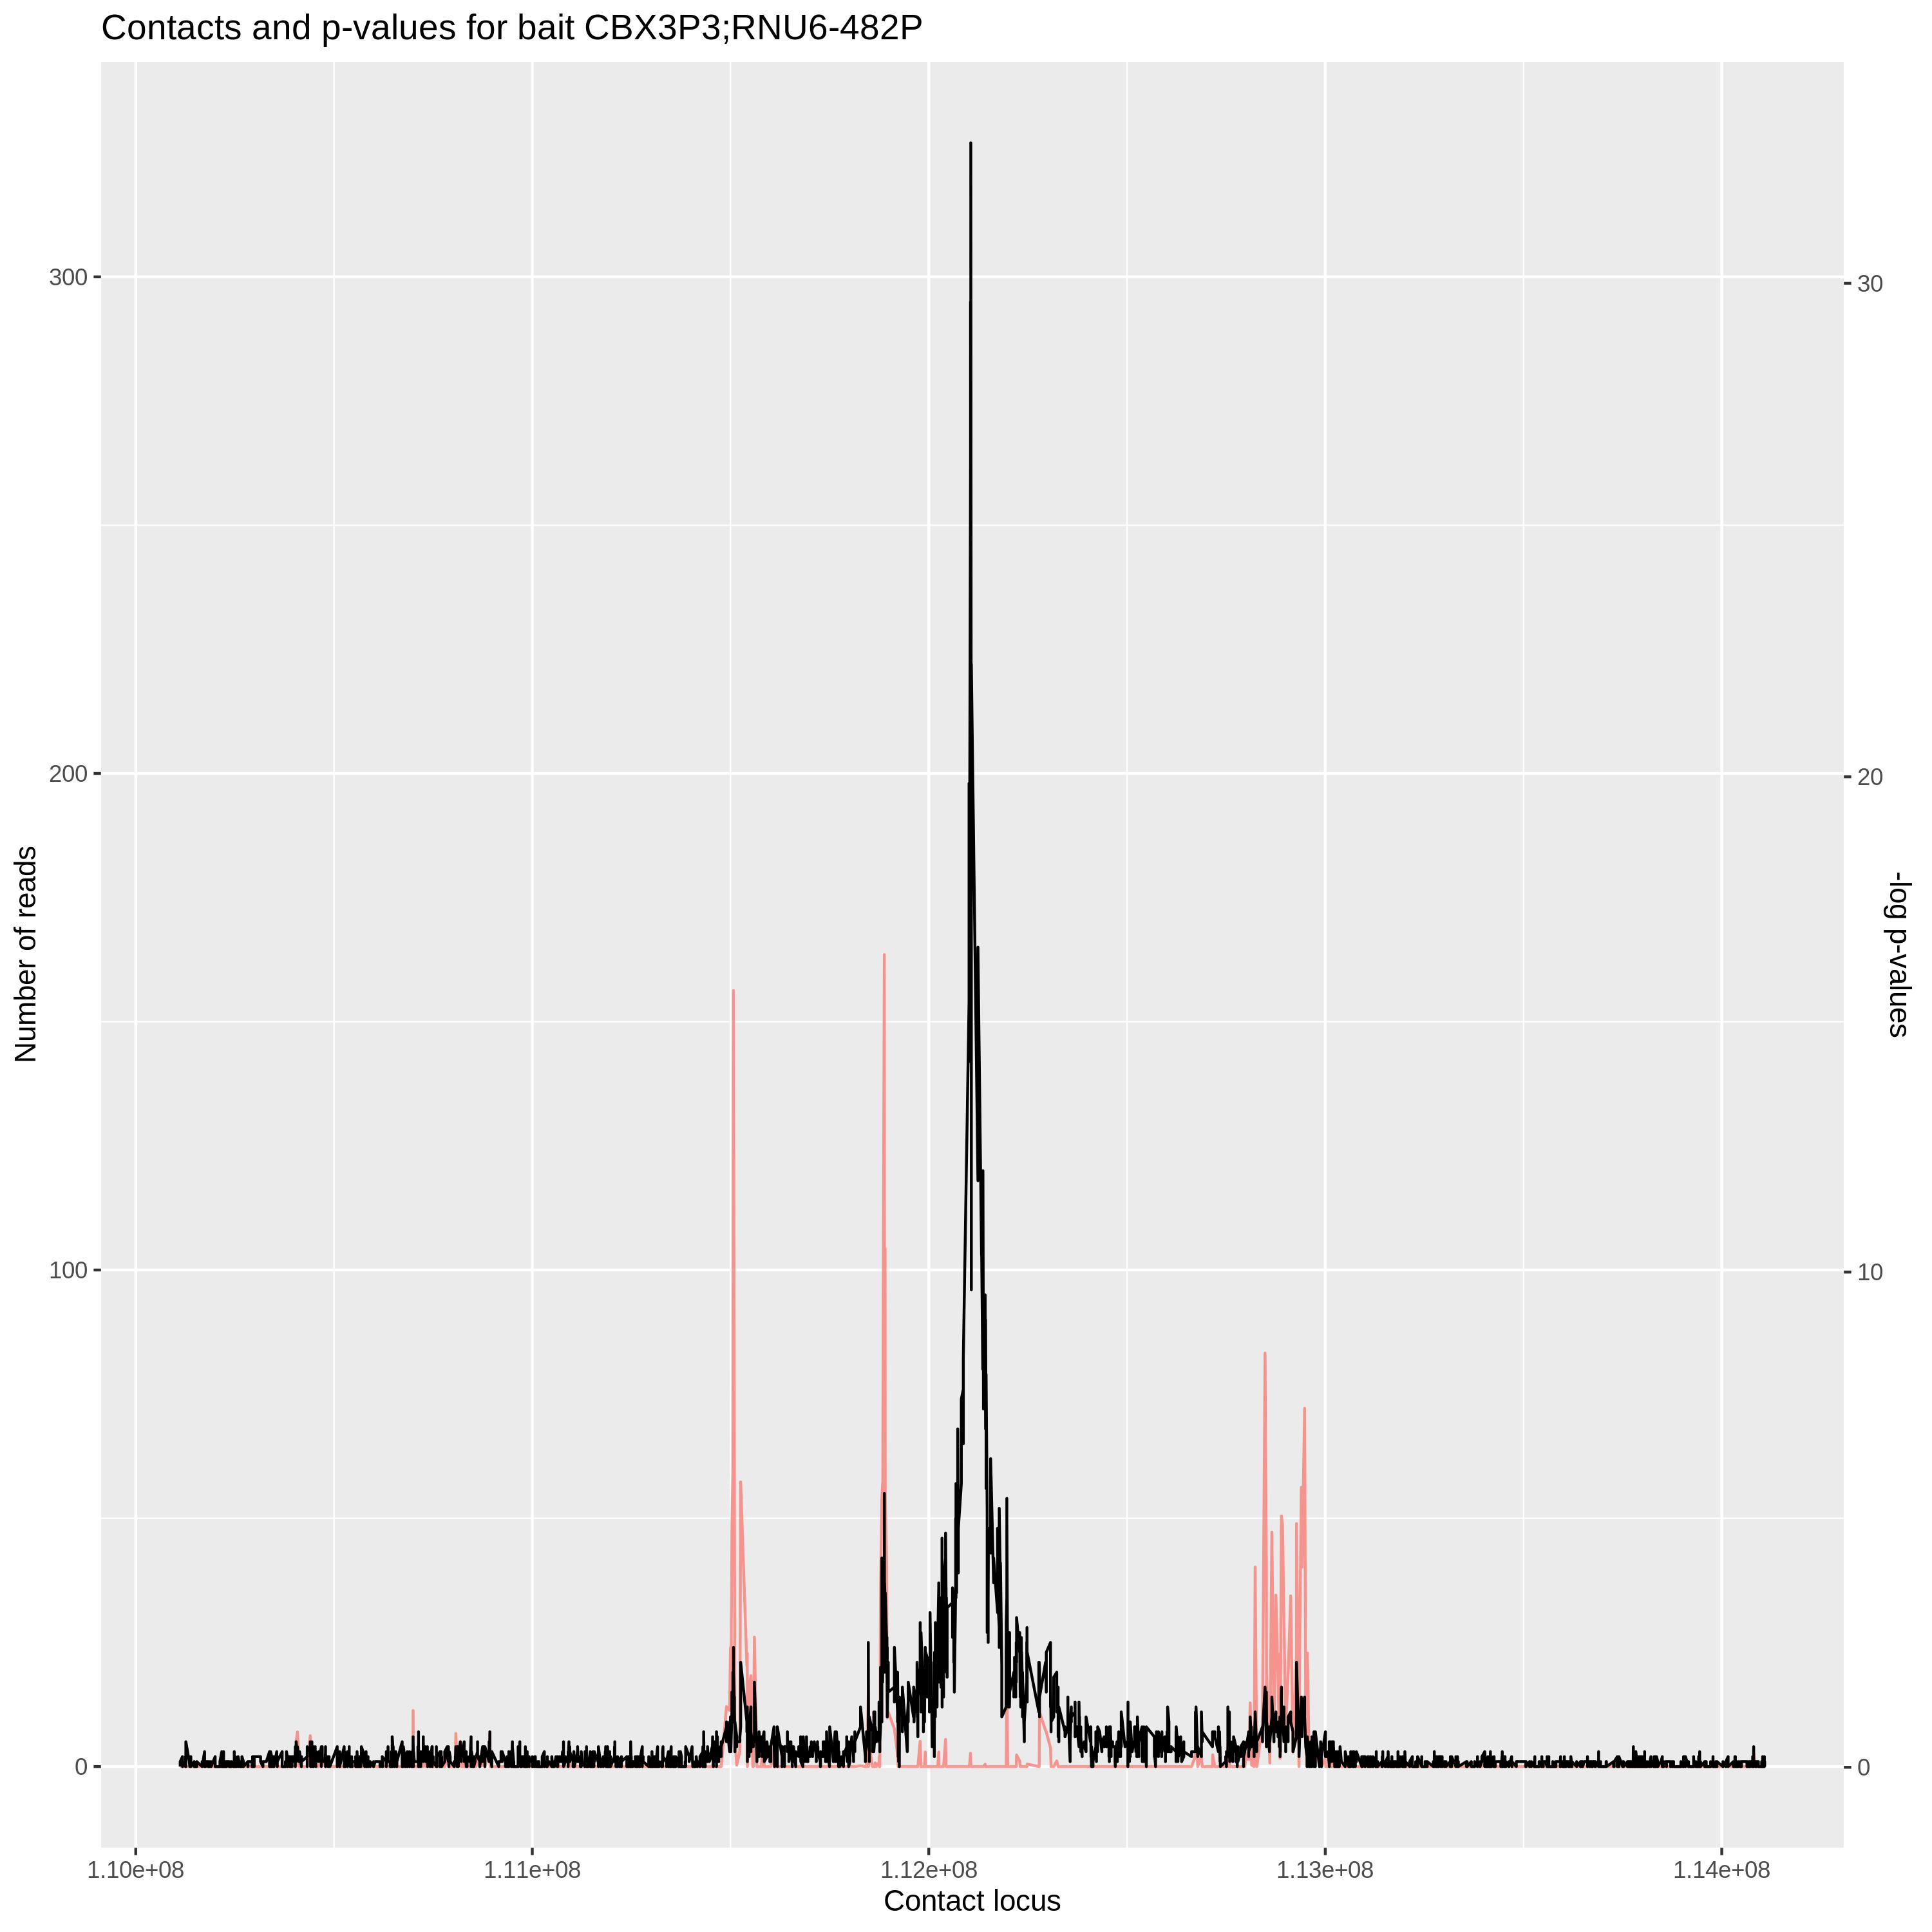 Contacts and p-values for bait CBX3P3;RNU6-482P
300
200
100
0
Number of reads
30
20
10
0
-log p-values
1.10e+08
1.11e+08
1.12e+08
1.13e+08
1.14e+08
Contact locus